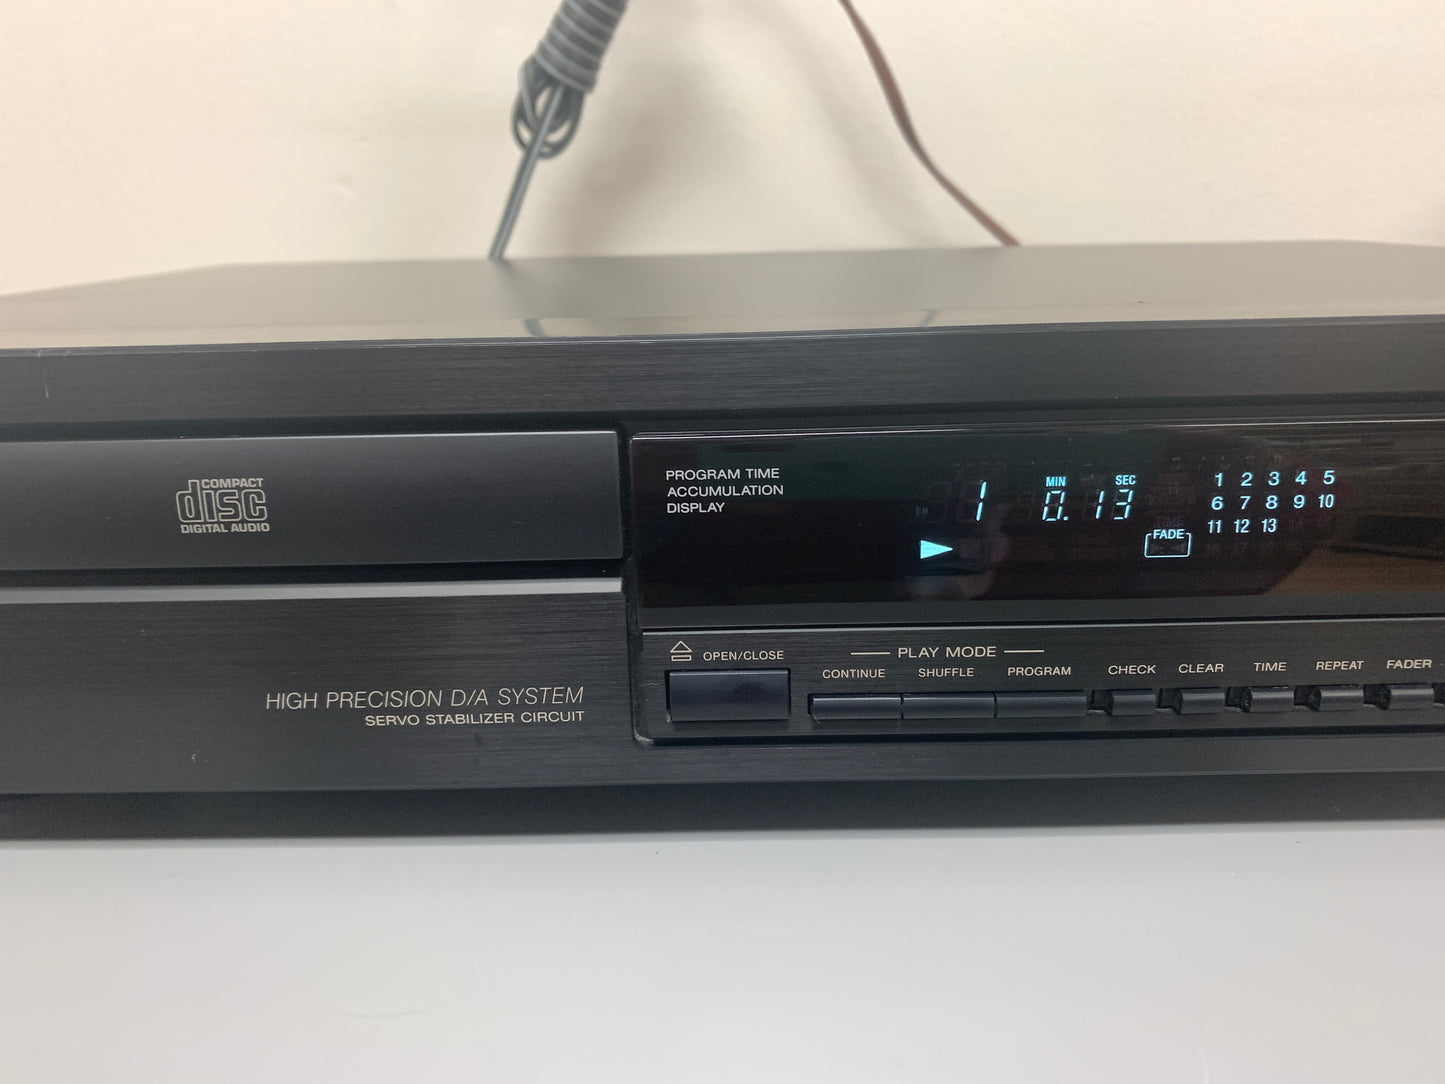 COMPACT
disc
DIGITAL AUDIO
HIGH PRECISION D/A SYSTEM
SERVO STABILIZER CIRCUIT
PROGRAM TIME
ACCUMULATION
DISPLAY
MIN SEC
1 0.13
FADE
1 2 3 4 5
6 7 8 9 10
11 12 13
OPEN/CLOSE
PLAY MODE
CONTINUE SHUFFLE PROGRAM CHECK CLEAR TIME REPEAT FADER